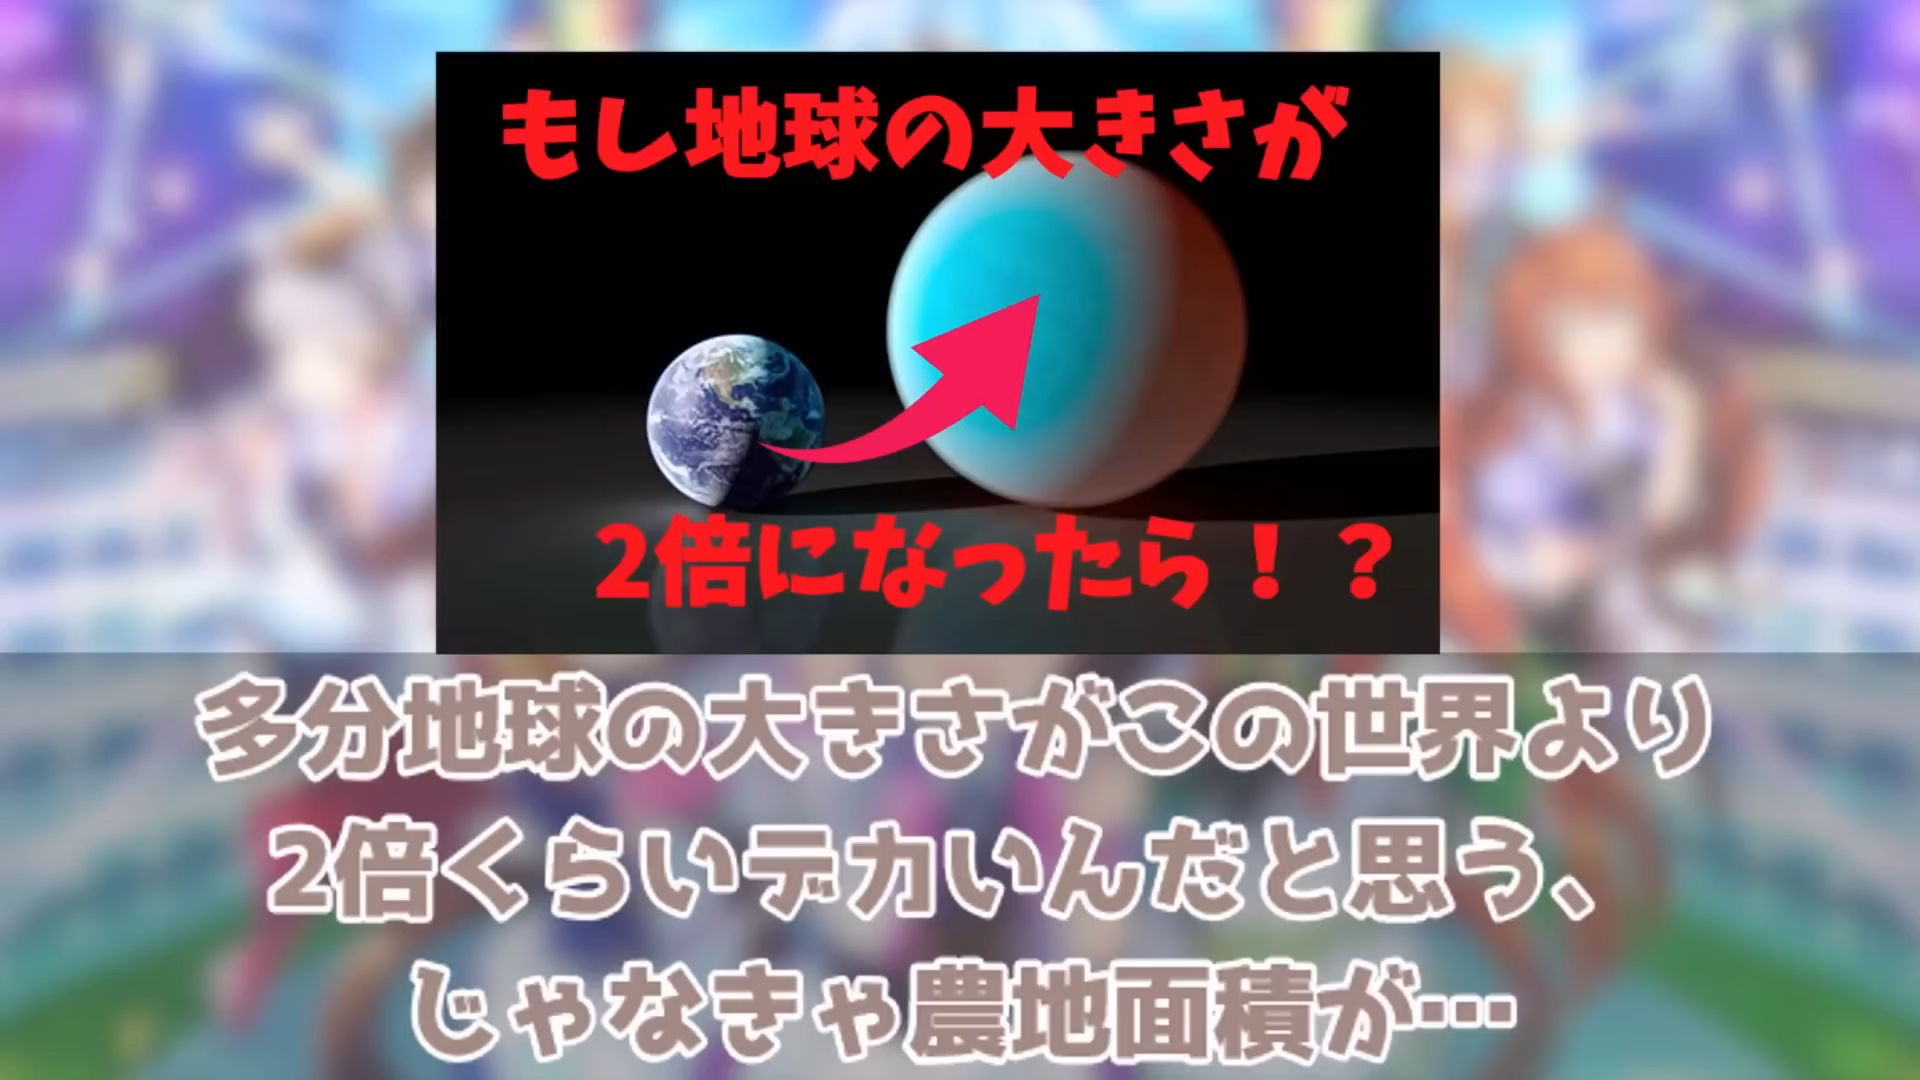 もし地球の大きさが
2倍になったら！？
多分地球の大きさがこの世界より
2倍くらいデカいんだと思う、
じゃなきゃ農地面積が…